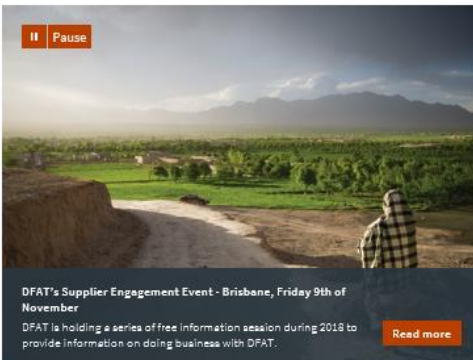 Pause
DFAT's Supplier Engagement Event - Brisbane, Friday 9th of
November
DFAT is holding a series of free information session during 2018 to
provide information on doing business with DFAT.
Read more